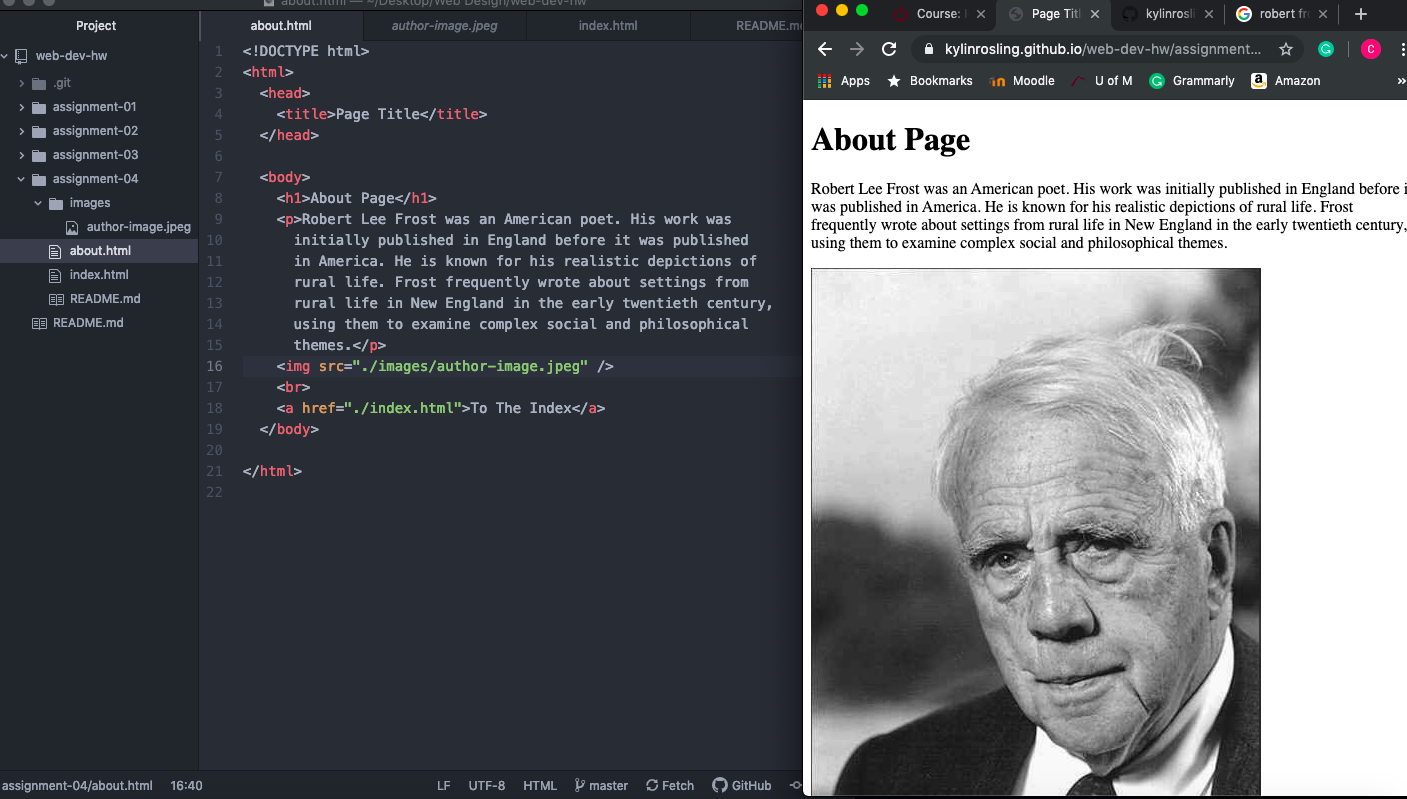 about.html — ~/Desktop/Web Design/web-dev-hw
Project
web-dev-hw
.git
assignment-01
assignment-02
assignment-03
assignment-04
images
author-image.jpeg
about.html
index.html
README.md
README.md
about.html
author-image.jpeg
index.html
README.m
1 <!DOCTYPE html>
2 <html>
3 <head>
4 <title>Page Title</title>
5 </head>
6
7 <body>
8 <h1>About Page</h1>
9 <p>Robert Lee Frost was an American poet. His work was
10 initially published in England before it was published
11 in America. He is known for his realistic depictions of
12 rural life. Frost frequently wrote about settings from
13 rural life in New England in the early twentieth century,
14 using them to examine complex social and philosophical
15 themes.</p>
16 <img src="./images/author-image.jpeg" />
17 <br>
18 <a href="./index.html">To The Index</a>
19 </body>
20
21 </html>
22
assignment-04/about.html 16:40
LF UTF-8 HTML master Fetch GitHub
Course:
Page Titl
kylinrosli
robert fr
kylinrosling.github.io/web-dev-hw/assignment...
C
Apps Bookmarks Moodle U of M Grammarly Amazon »
About Page
Robert Lee Frost was an American poet. His work was initially published in England before i
was published in America. He is known for his realistic depictions of rural life. Frost
frequently wrote about settings from rural life in New England in the early twentieth century,
using them to examine complex social and philosophical themes.